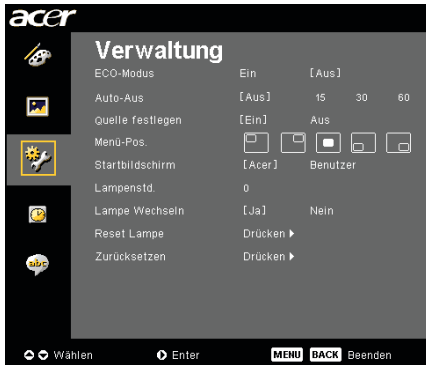 acer
Verwaltung
ECO-Modus Ein [Aus]
Auto-Aus [Aus] 15 30 60
Quelle festlegen [Ein] Aus
Menü-Pos.
Startbildschirm [Acer] Benutzer
Lampenstd. 0
Lampe Wechseln [Ja] Nein
Reset Lampe Drücken
Zurücksetzen Drücken
abc
Wählen Enter MENU BACK Beenden